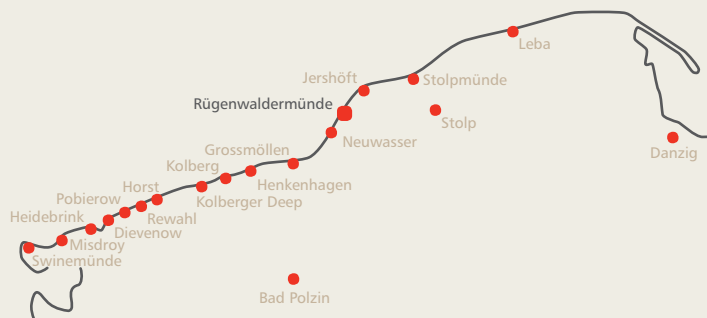 Leba
Jershöft
Stolpmünde
Rügenwaldermünde
Stolp
Neuwasser
Grossmöllen
Danzig
Kolberg
Henkenhagen
Horst
Kolberger Deep
Pobierow
Rewahl
Heidebrink
Dievenow
Misdroy
Swinemünde
Bad Polzin